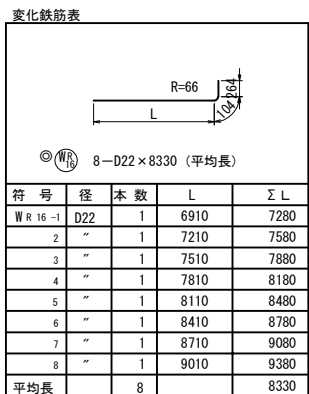 変化鉄筋表
R=66
264
L
104
◎ WR 16 8－D22×8330（平均長）
符 号 径 本 数 L ΣL
WR16-1 D22 1 6910 7280
2 〃 1 7210 7580
3 〃 1 7510 7880
4 〃 1 7810 8180
5 〃 1 8110 8480
6 〃 1 8410 8780
7 〃 1 8710 9080
8 〃 1 9010 9380
平均長 8 8330